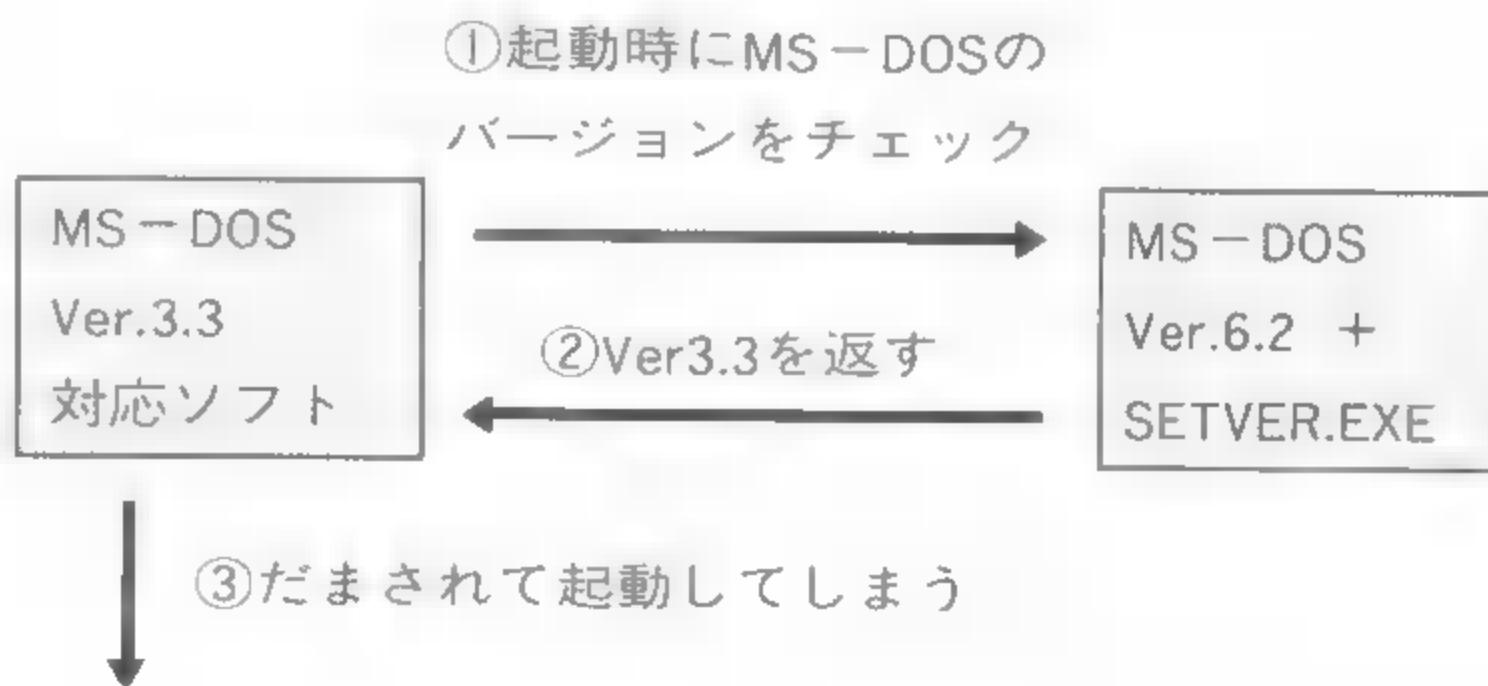 ①起動時にMS－DOSの
バージョンをチェック
MS－DOS
Ver.3.3
対応ソフト
MS－DOS
Ver.6.2 +
SETVER.EXE
②Ver3.3を返す
③だまされて起動してしまう